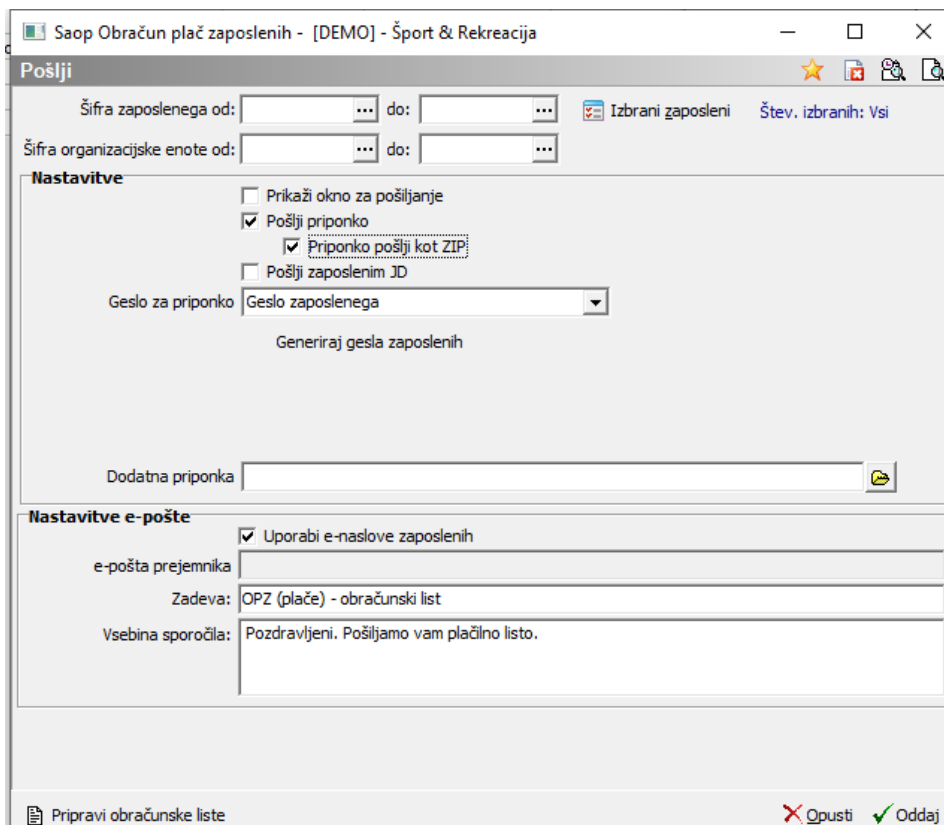 Saop Obračun plač zaposlenih - [DEMO] - Šport & Rekreacija
Pošlji
Šifra zaposlenega od: ... do: ... Izbrani zaposleni Štev. izbranih: Vsi
Šifra organizacijske enote od: ... do: ...
Nastavitve
Prikaži okno za pošiljanje
Pošlji priponko
Priponko pošlji kot ZIP
Pošlji zaposlenim JD
Geslo za priponko Geslo zaposlenega
Generiraj gesla zaposlenih
Dodatna priponka
Nastavitve e-pošte
Uporabi e-naslove zaposlenih
e-pošta prejemnika
Zadeva: OPZ (plače) - obračunski list
Vsebina sporočila: Pozdravljeni. Pošiljamo vam plačilno listo.
Pripravi obračunske liste Opusti Oddaj